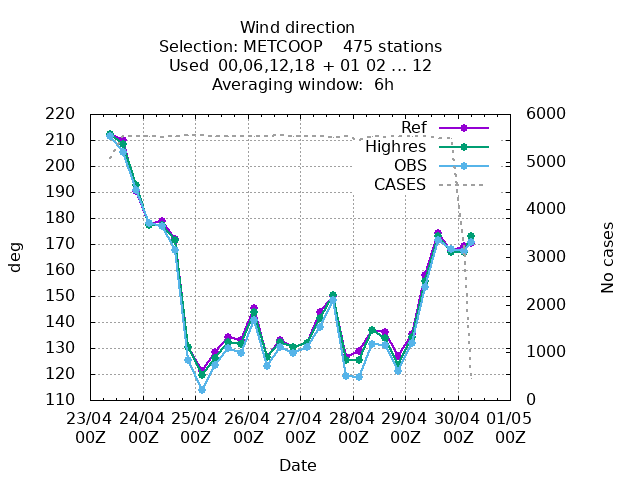 Wind direction
Selection: METCOOP 475 stations
Used 00,06,12,18 + 01 02 ... 12
Averaging window: 6h
220
210
200
190
180
170
160
150
140
130
120
110
deg
6000
5000
4000
3000
2000
1000
0
No cases
Ref
Highres
OBS
CASES
23/04 24/04 25/04 26/04 27/04 28/04 29/04 30/04 01/05
00Z 00Z 00Z 00Z 00Z 00Z 00Z 00Z 00Z
Date